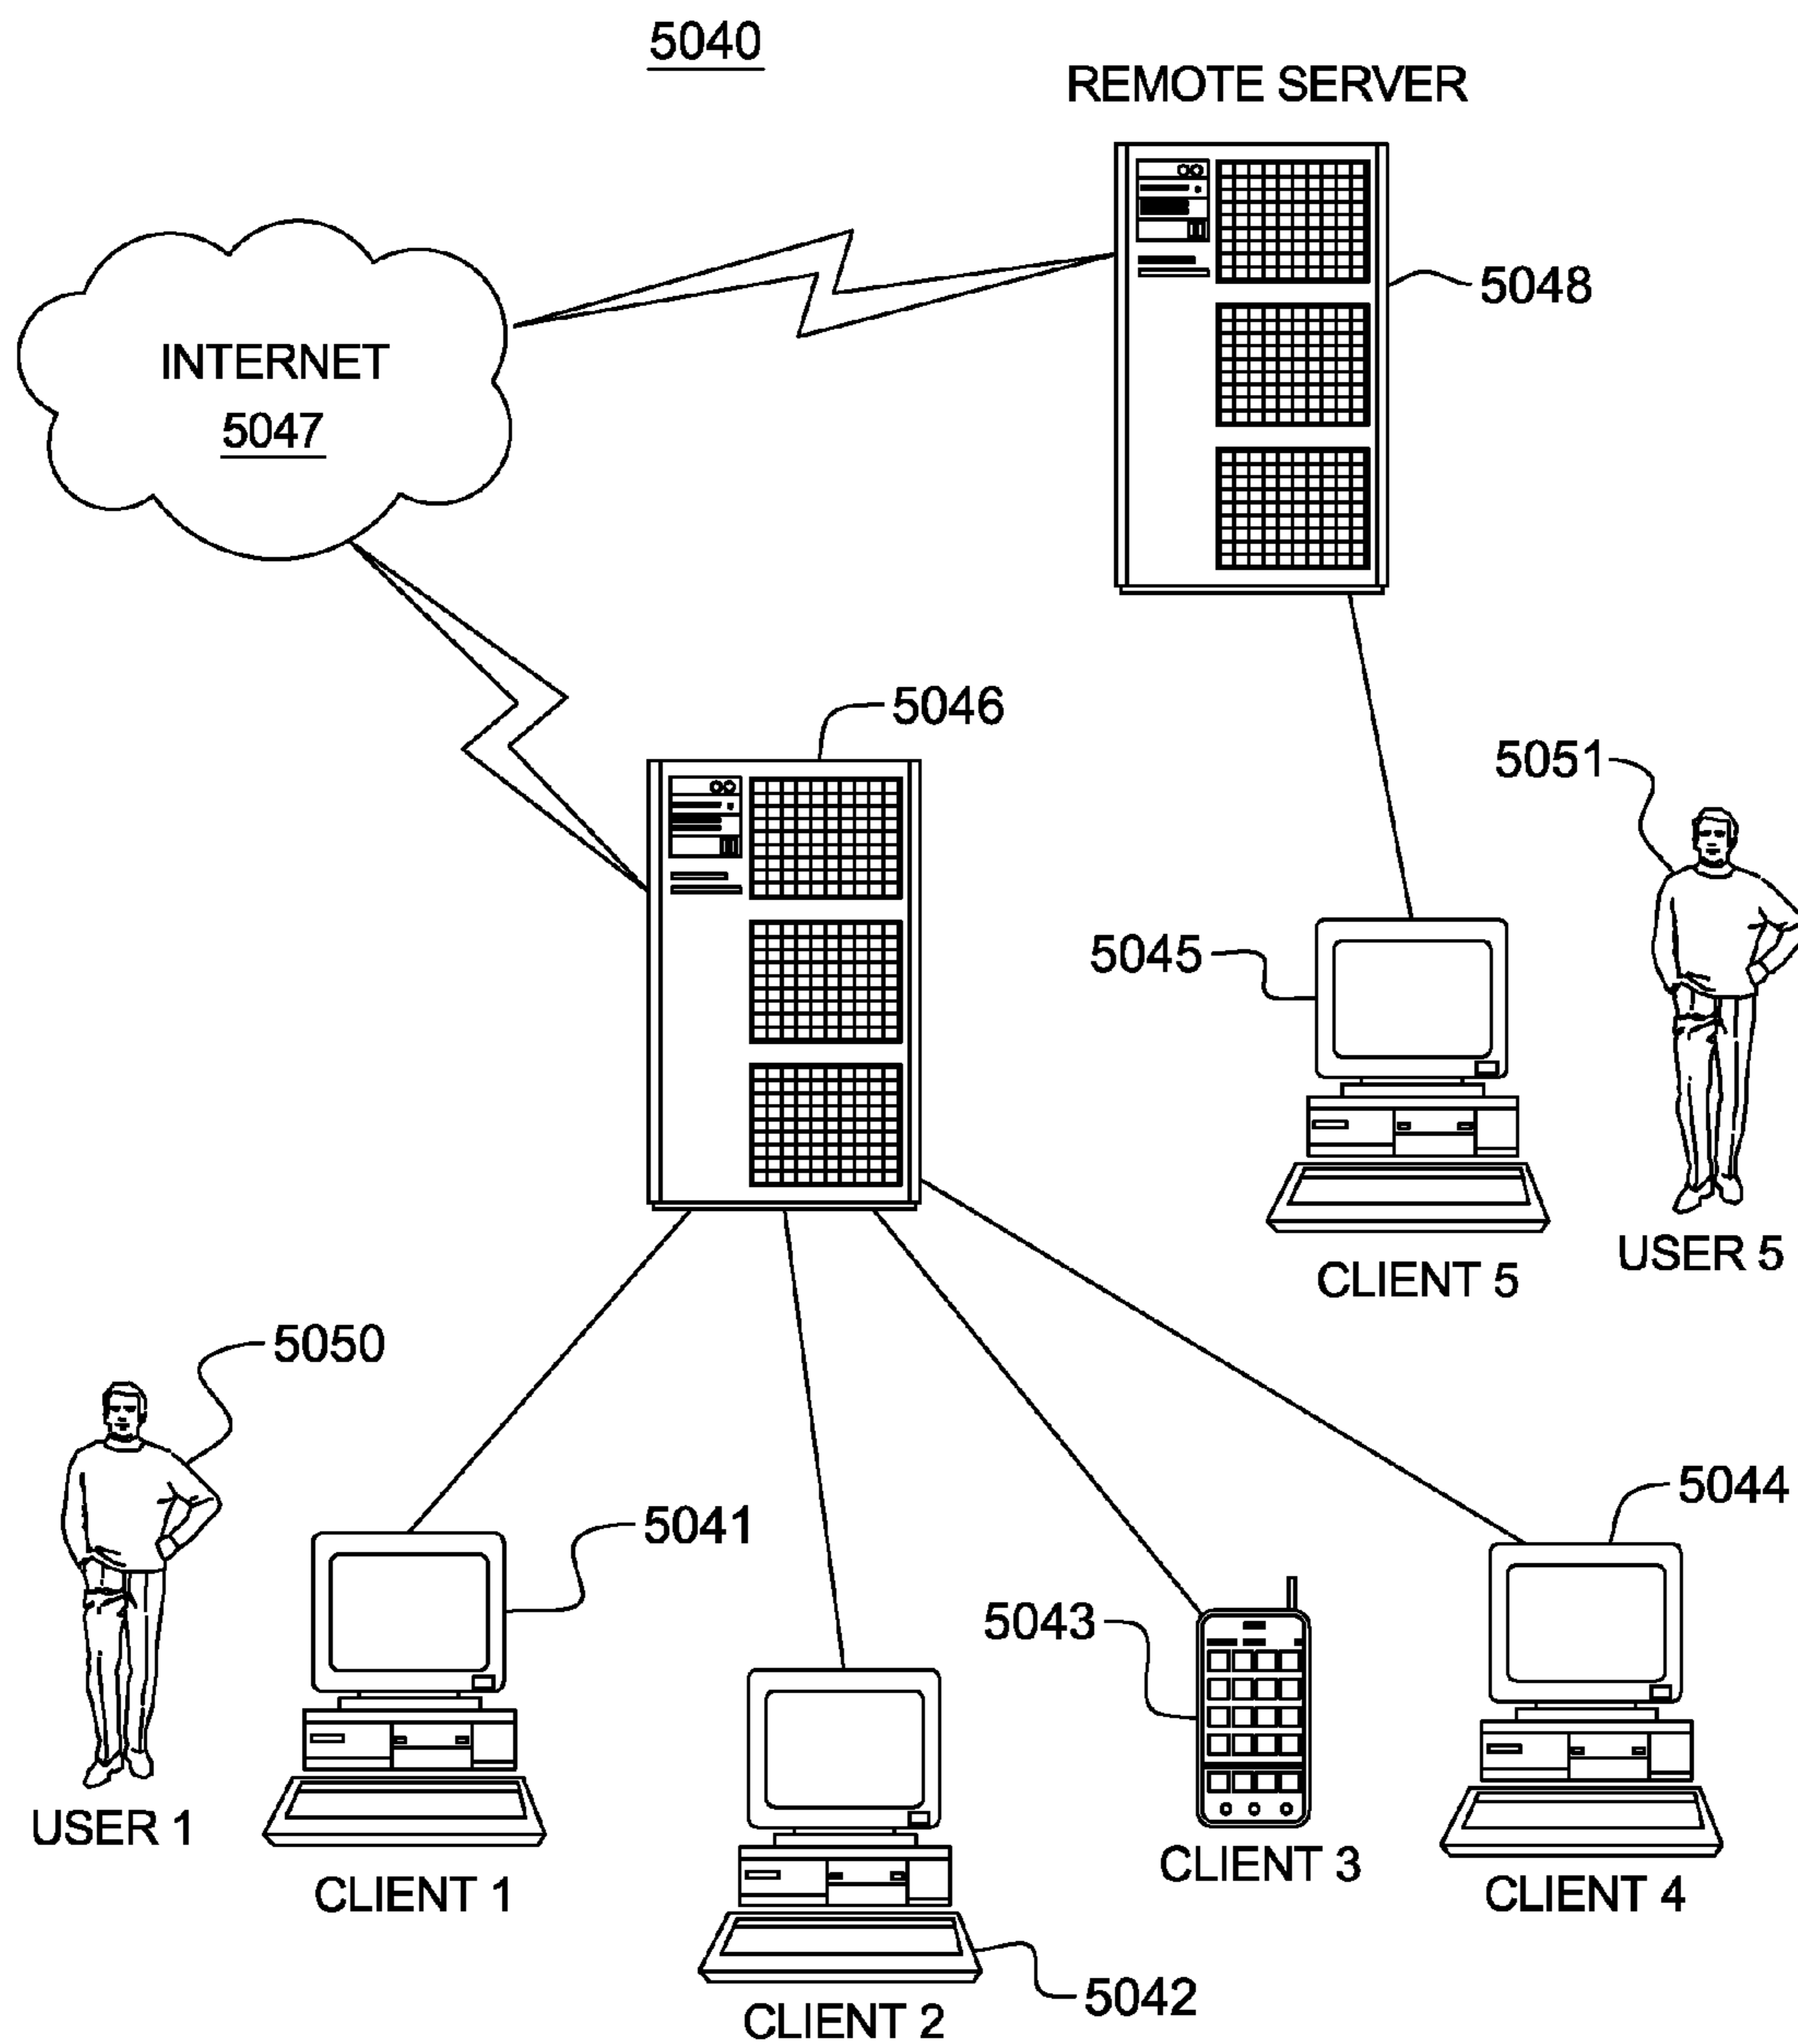 5040
REMOTE SERVER
5048
INTERNET
5047
5046
5051
5045
USER 5
CLIENT 5
5050
5044
5041
5043
USER 1
CLIENT 3
CLIENT 1
CLIENT 4
5042
CLIENT 2